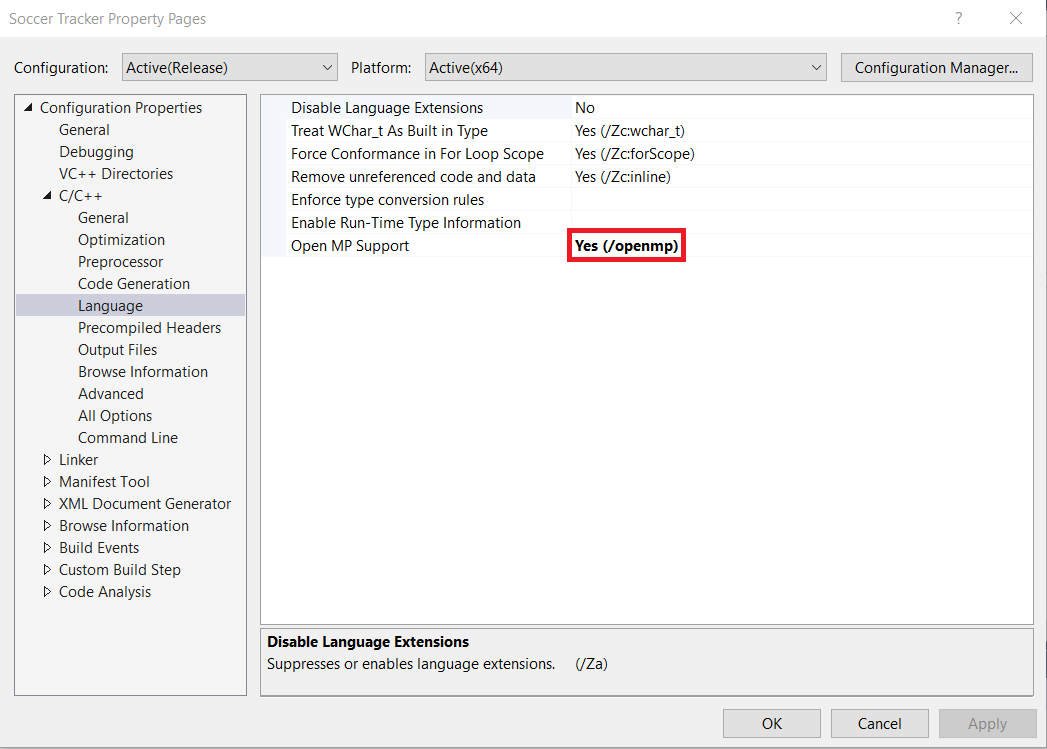 Soccer Tracker Property Pages ?
Configuration: Active(Release) Platform: Active(x64) Configuration Manager...
Configuration Properties
General
Debugging
VC++ Directories
C/C++
General
Optimization
Preprocessor
Code Generation
Language
Precompiled Headers
Output Files
Browse Information
Advanced
All Options
Command Line
Linker
Manifest Tool
XML Document Generator
Browse Information
Build Events
Custom Build Step
Code Analysis
Disable Language Extensions No
Treat WChar_t As Built in Type Yes (/Zc:wchar_t)
Force Conformance in For Loop Scope Yes (/Zc:forScope)
Remove unreferenced code and data Yes (/Zc:inline)
Enforce type conversion rules
Enable Run-Time Type Information
Open MP Support Yes (/openmp)
Disable Language Extensions
Suppresses or enables language extensions. (/Za)
OK Cancel Apply